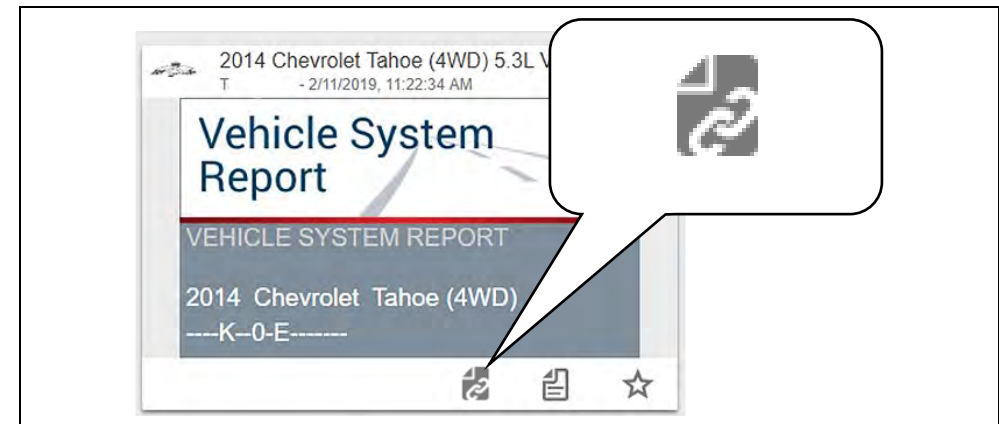 2014 Chevrolet Tahoe (4WD) 5.3L V
T - 2/11/2019, 11:22:34 AM
Vehicle System
Report
VEHICLE SYSTEM REPORT
2014 Chevrolet Tahoe (4WD)
----K--0-E-------